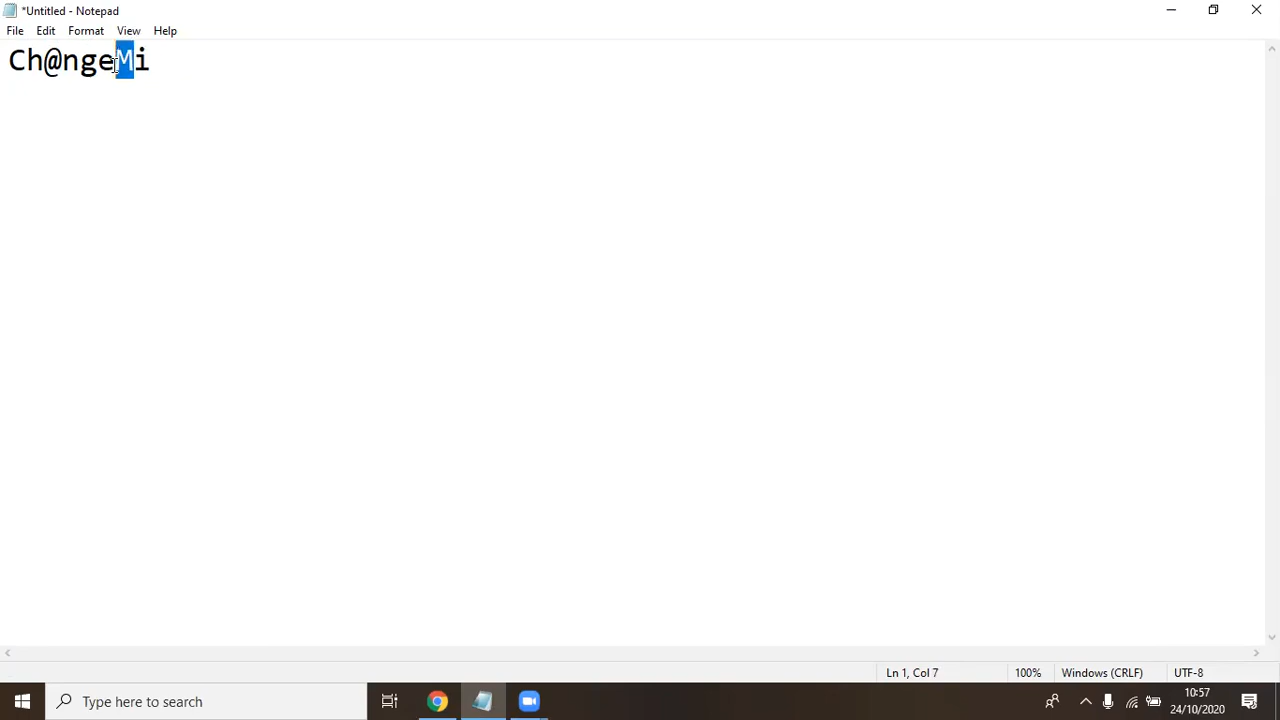 *Untitled - Notepad
File Edit Format View Help
Ch@ngeMi
Ln 1, Col 7 100% Windows (CRLF) UTF-8
Type here to search
10:57
24/10/2020